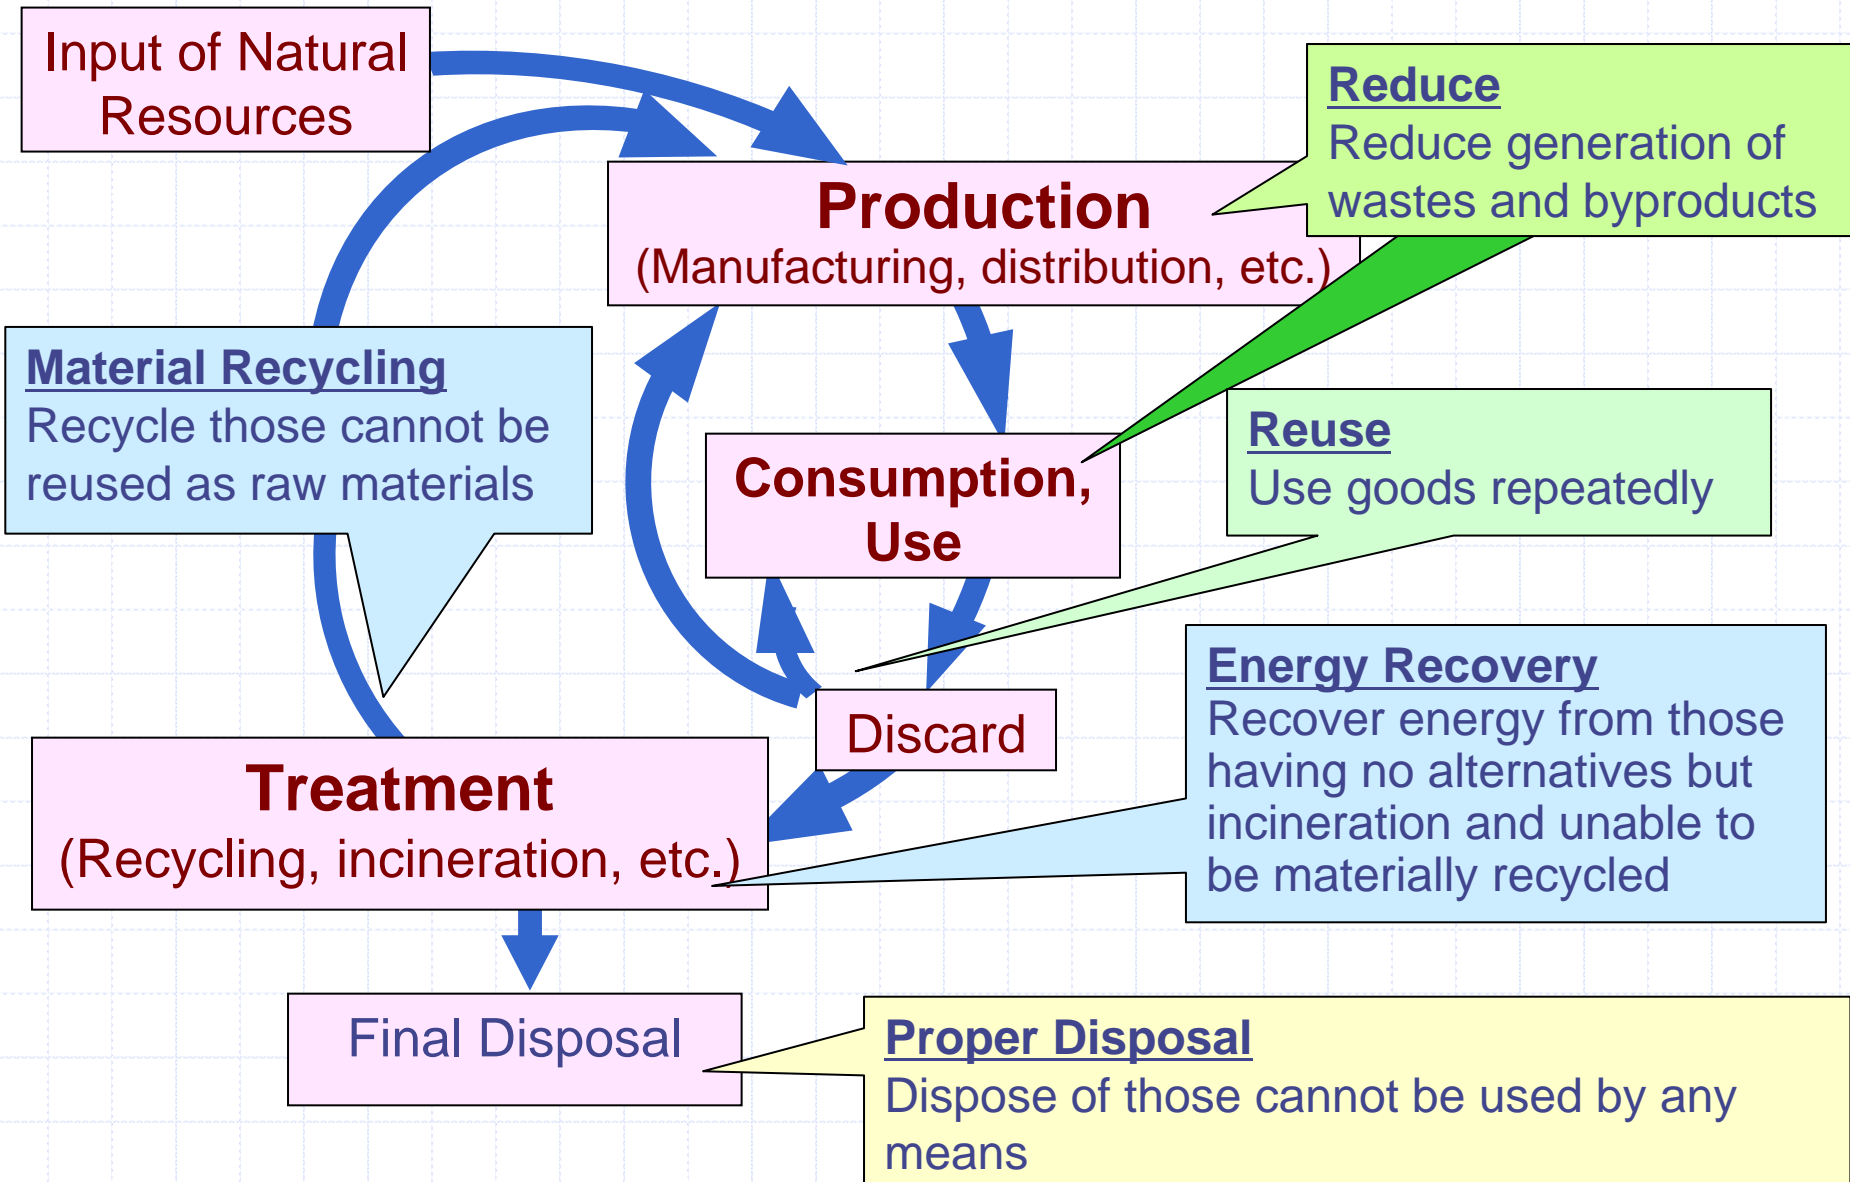 Input of Natural
Resources
Reduce
Reduce generation of
wastes and byproducts
Production
(Manufacturing, distribution, etc.)
Material Recycling
Recycle those cannot be
reused as raw materials
Consumption,
Use
Reuse
Use goods repeatedly
Energy Recovery
Recover energy from those
having no alternatives but
incineration and unable to
be materially recycled
Discard
Treatment
(Recycling, incineration, etc.)
Final Disposal
Proper Disposal
Dispose of those cannot be used by any
means